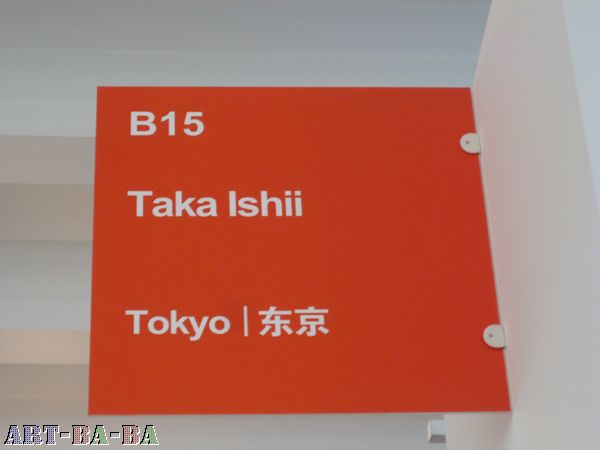 B15
Taka Ishii
Tokyo | 东京
ART-BA-BA